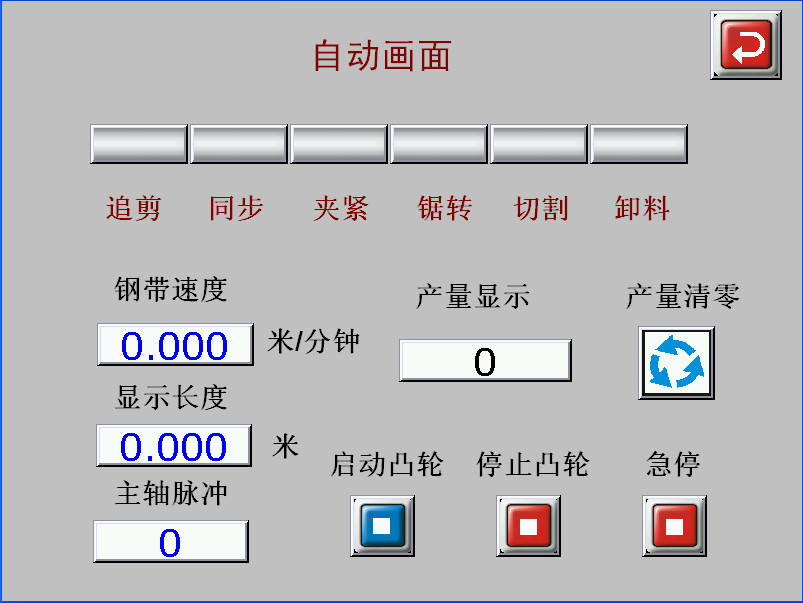 自动画面
追剪 同步 夹紧 锯转 切割 卸料
钢带速度 产量显示 产量清零
0.000 米/分钟 0
显示长度
0.000 米
启动凸轮 停止凸轮 急停
主轴脉冲
0